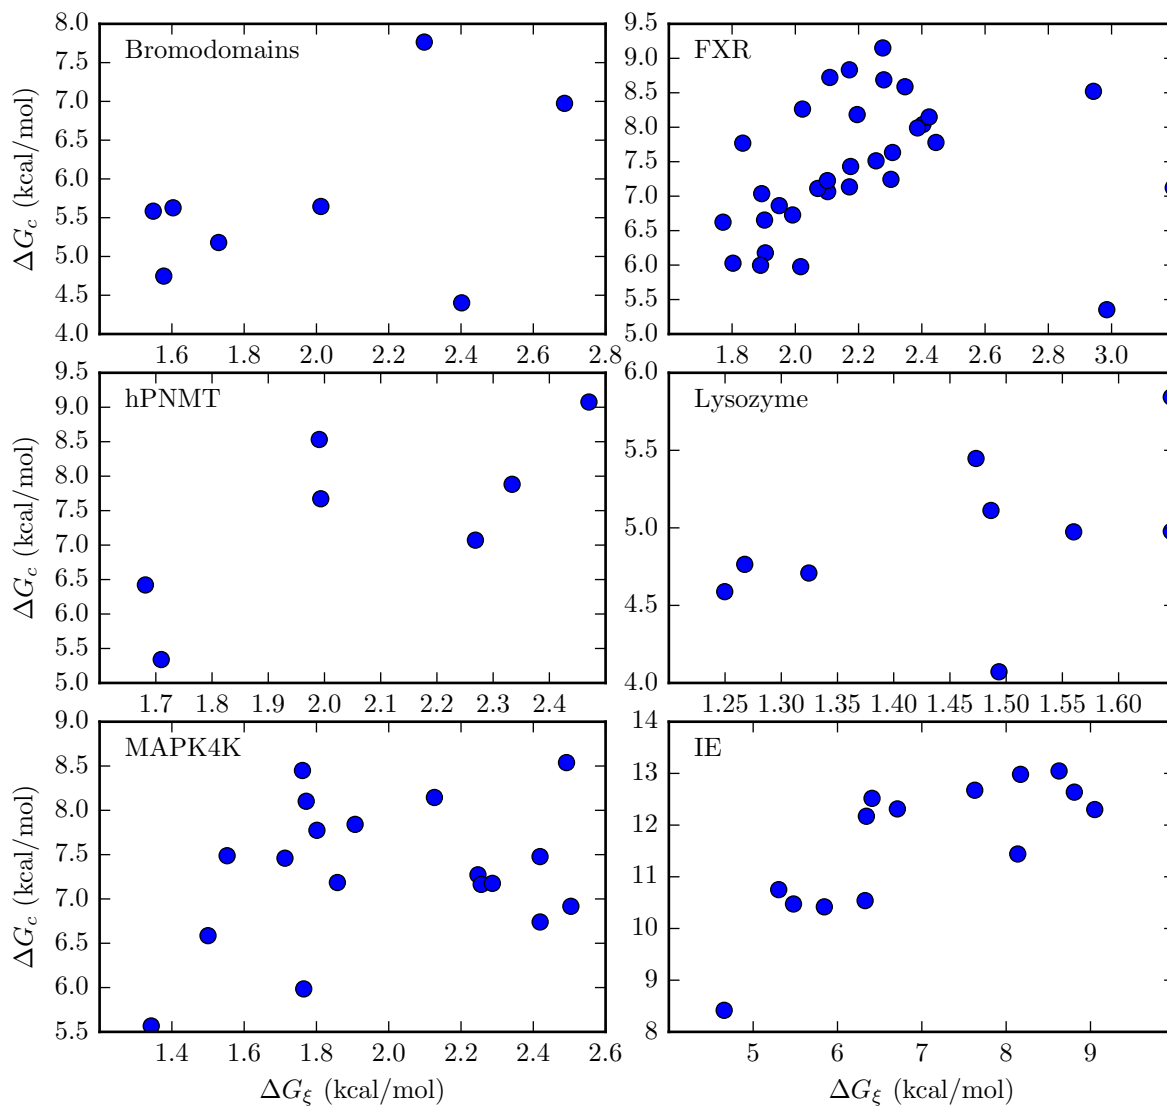 Bromodomains
ΔG_c (kcal/mol)
8.0
7.5
7.0
6.5
6.0
5.5
5.0
4.5
4.0
1.6 1.8 2.0 2.2 2.4 2.6 2.8
FXR
9.5
9.0
8.5
8.0
7.5
7.0
6.5
6.0
5.5
5.0
1.8 2.0 2.2 2.4 2.6 2.8 3.0
hPNMT
ΔG_c (kcal/mol)
9.5
9.0
8.5
8.0
7.5
7.0
6.5
6.0
5.5
5.0
1.7 1.8 1.9 2.0 2.1 2.2 2.3 2.4
Lysozyme
6.0
5.5
5.0
4.5
4.0
1.25 1.30 1.35 1.40 1.45 1.50 1.55 1.60
MAPK4K
ΔG_c (kcal/mol)
9.0
8.5
8.0
7.5
7.0
6.5
6.0
5.5
1.4 1.6 1.8 2.0 2.2 2.4 2.6
ΔG_ξ (kcal/mol)
IE
14
13
12
11
10
9
8
5 6 7 8 9
ΔG_ξ (kcal/mol)